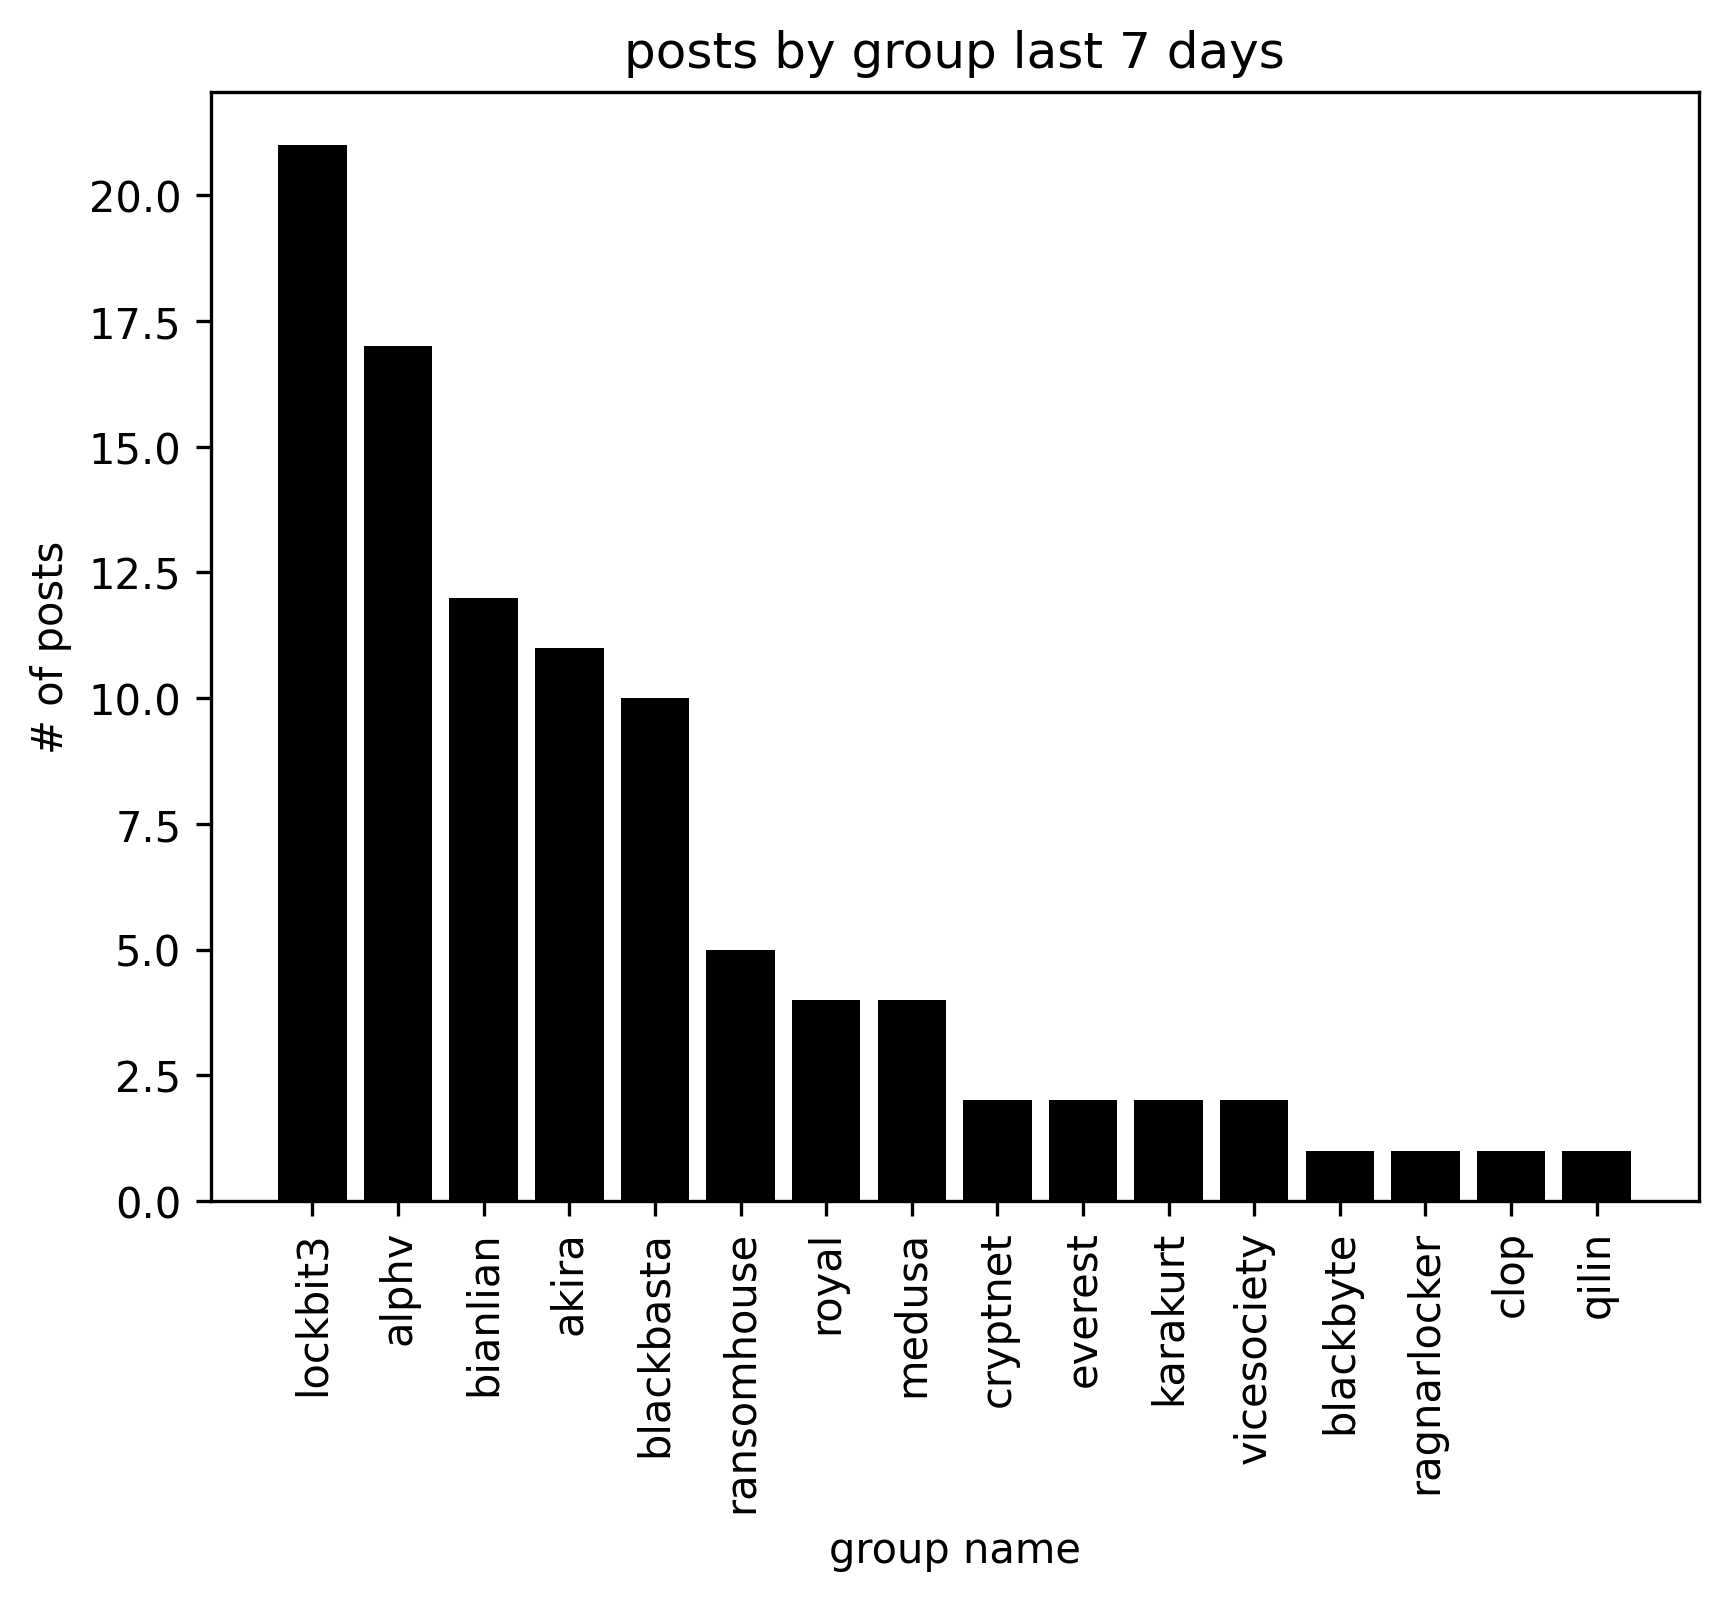 posts by group last 7 days
# of posts
20.0
17.5
15.0
12.5
10.0
7.5
5.0
2.5
0.0
lockbit3
alphv
bianlian
akira
blackbasta
ransomhouse
royal
medusa
cryptnet
everest
karakurt
vicesociety
blackbyte
ragnarlocker
clop
qilin
group name